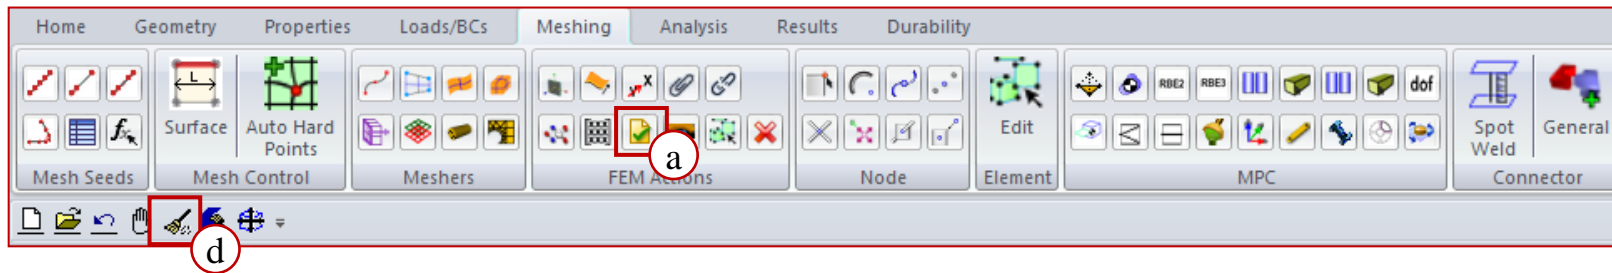 Home Geometry Properties Loads/BCs Meshing Analysis Results Durability
L x RBE2 RBE3 dof
fx Surface Auto Hard Points Edit Spot Weld General
a
Mesh Seeds Mesh Control Meshers FEM Actions Node Element MPC Connector
d